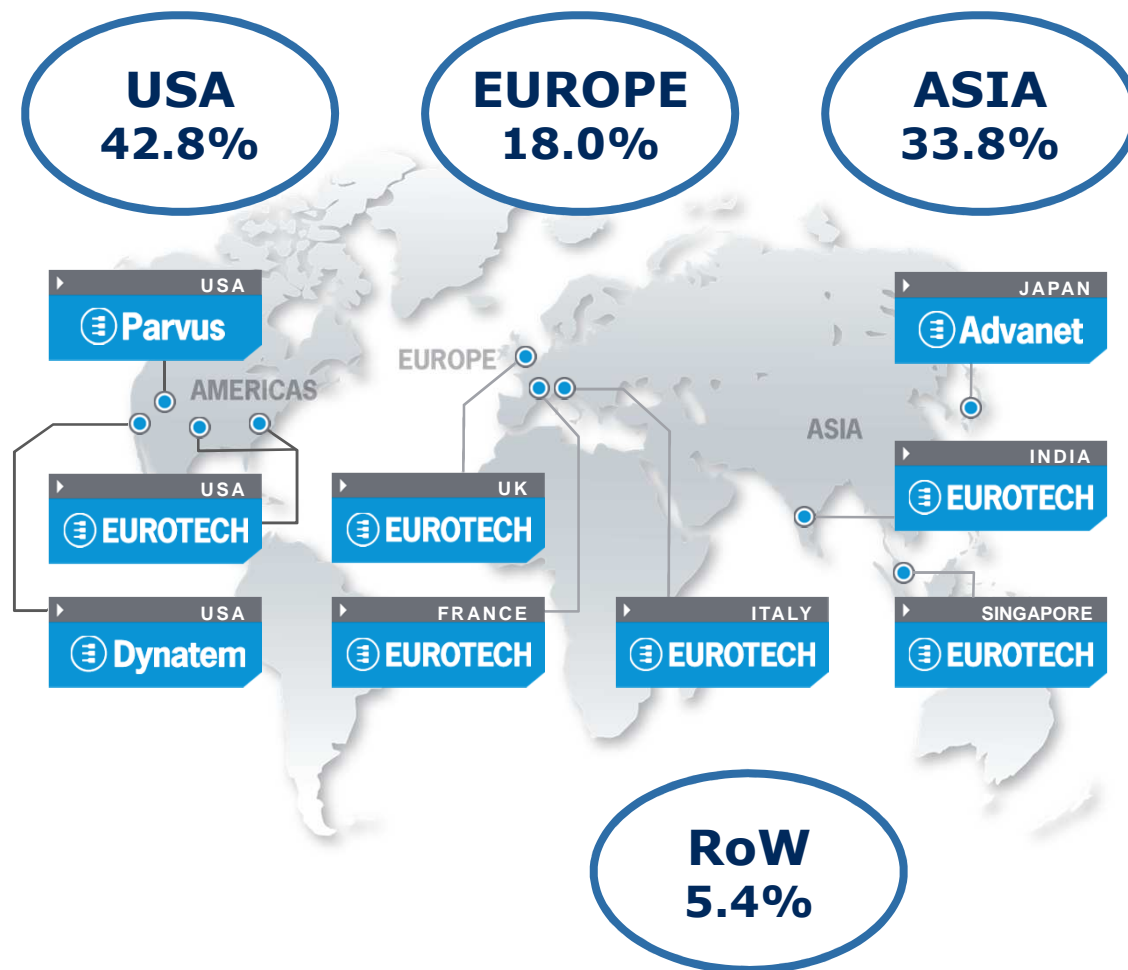 USA
42.8%
EUROPE
18.0%
ASIA
33.8%
USA
Parvus
JAPAN
Advanet
EUROPE
AMERICAS
ASIA
USA
EUROTECH
UK
EUROTECH
INDIA
EUROTECH
USA
Dynatem
FRANCE
EUROTECH
ITALY
EUROTECH
SINGAPORE
EUROTECH
RoW
5.4%